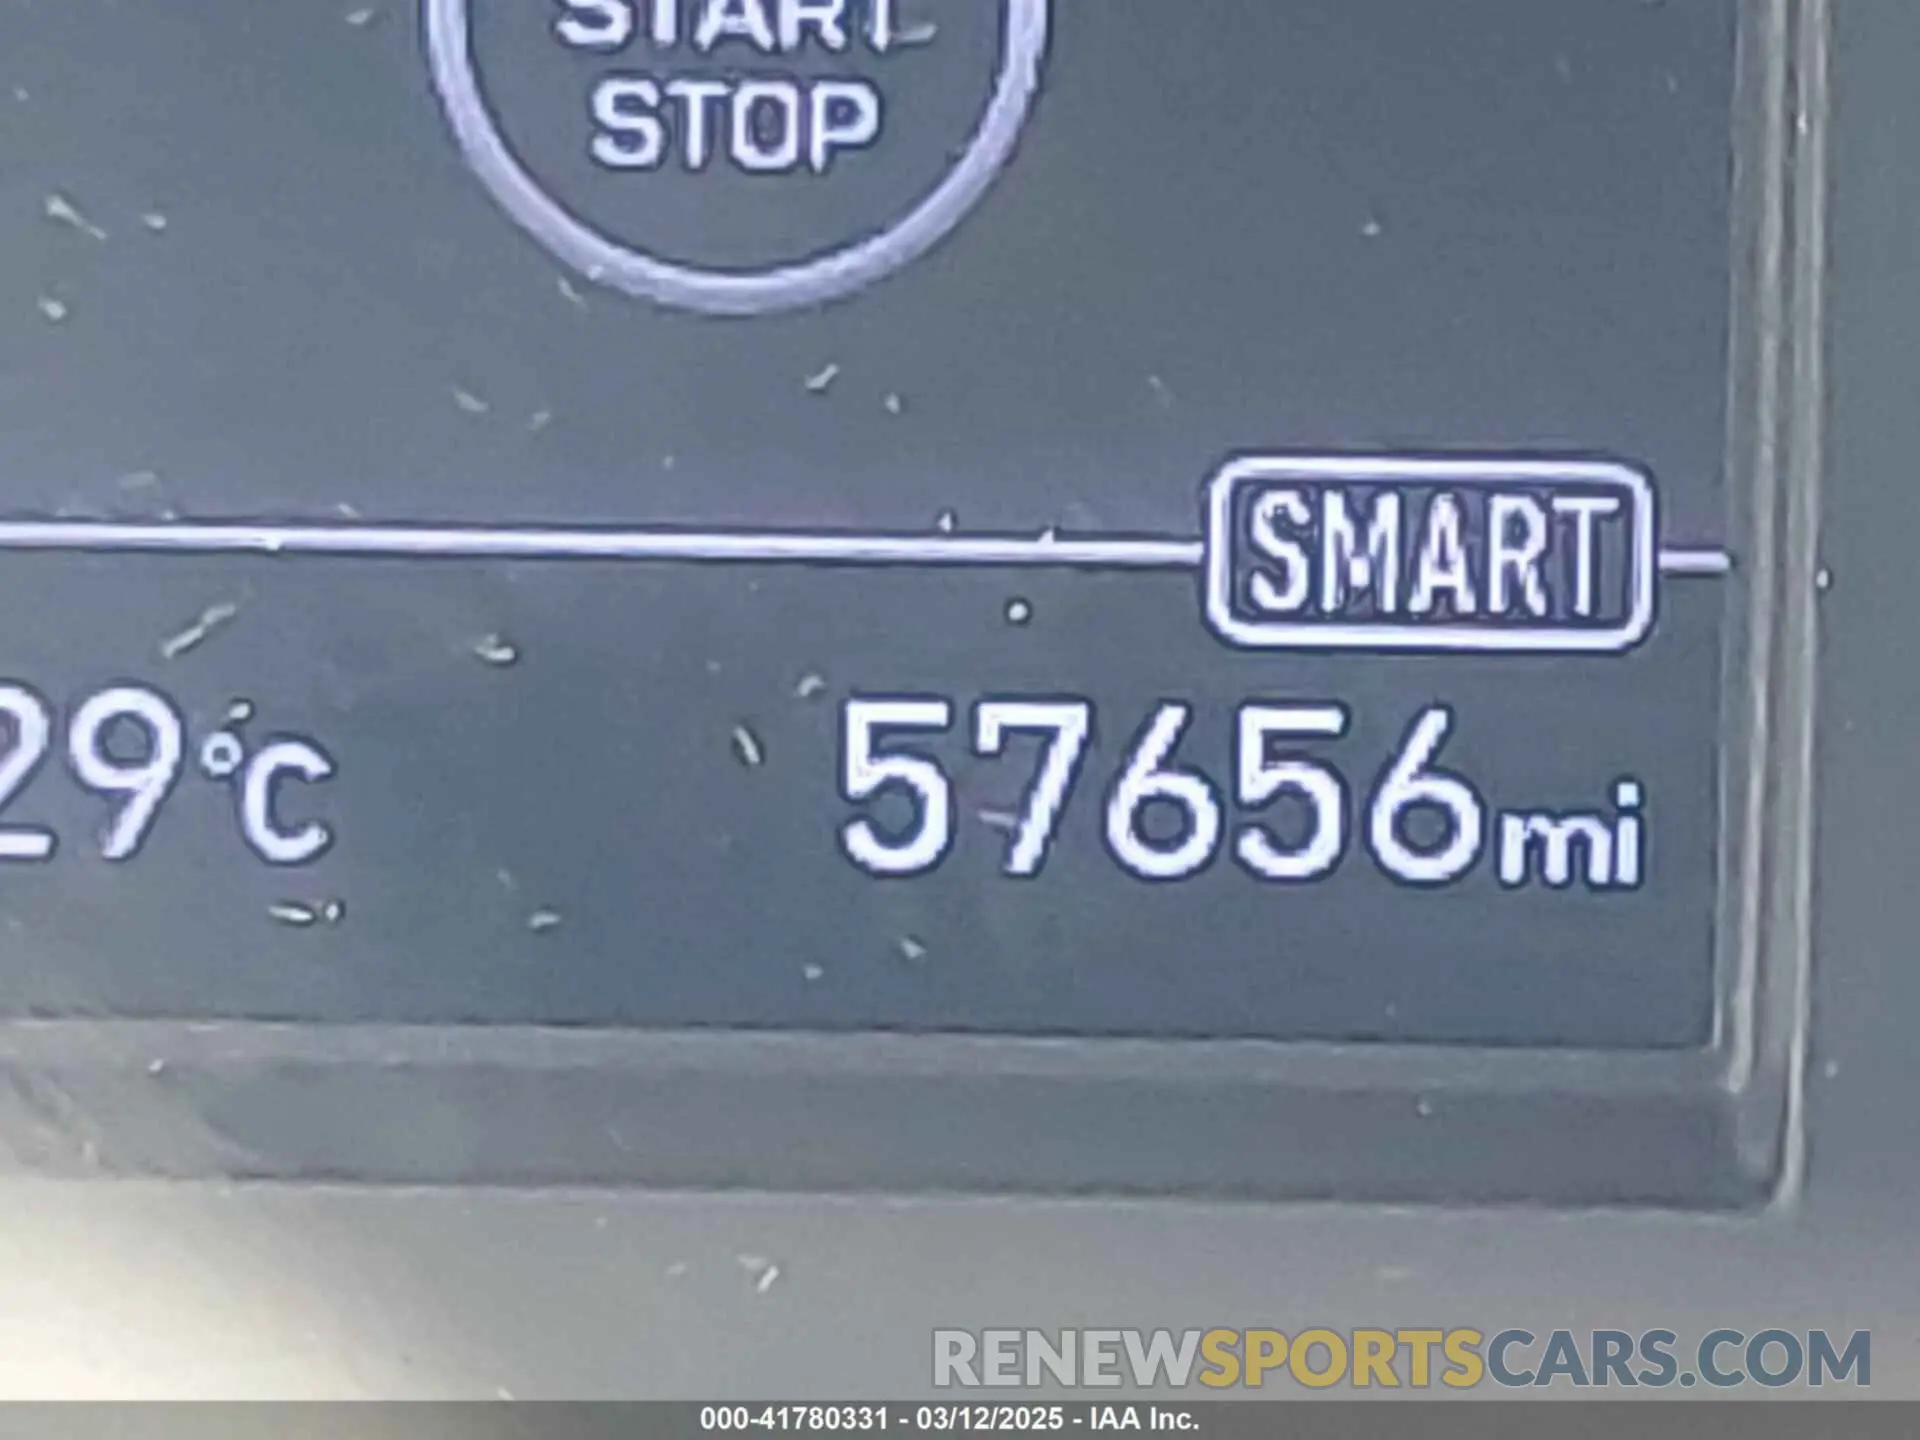 START
STOP
SMART
29°C
57656mi
RENEWSPORTSCARS.COM
000-41780331 - 03/12/2025 - IAA Inc.